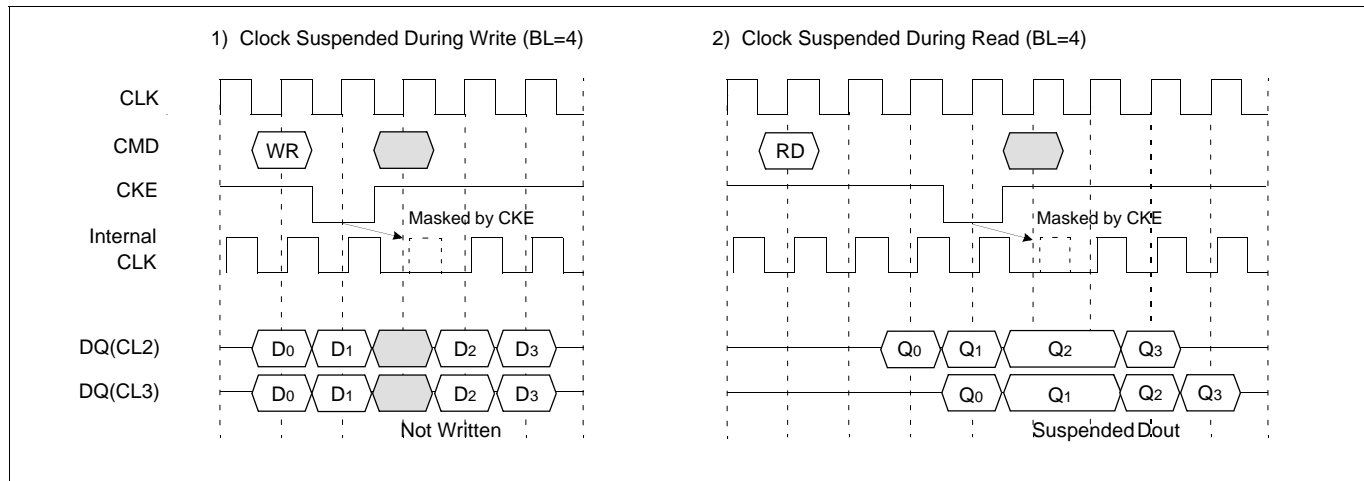 1) Clock Suspended During Write (BL=4) 2) Clock Suspended During Read (BL=4)
CLK
CMD WR RD
CKE
Masked by CKE Masked by CKE
Internal
CLK
DQ(CL2) D0 D1 D2 D3 Q0 Q1 Q2 Q3
DQ(CL3) D0 D1 D2 D3 Q0 Q1 Q2 Q3
Not Written Suspended Dout